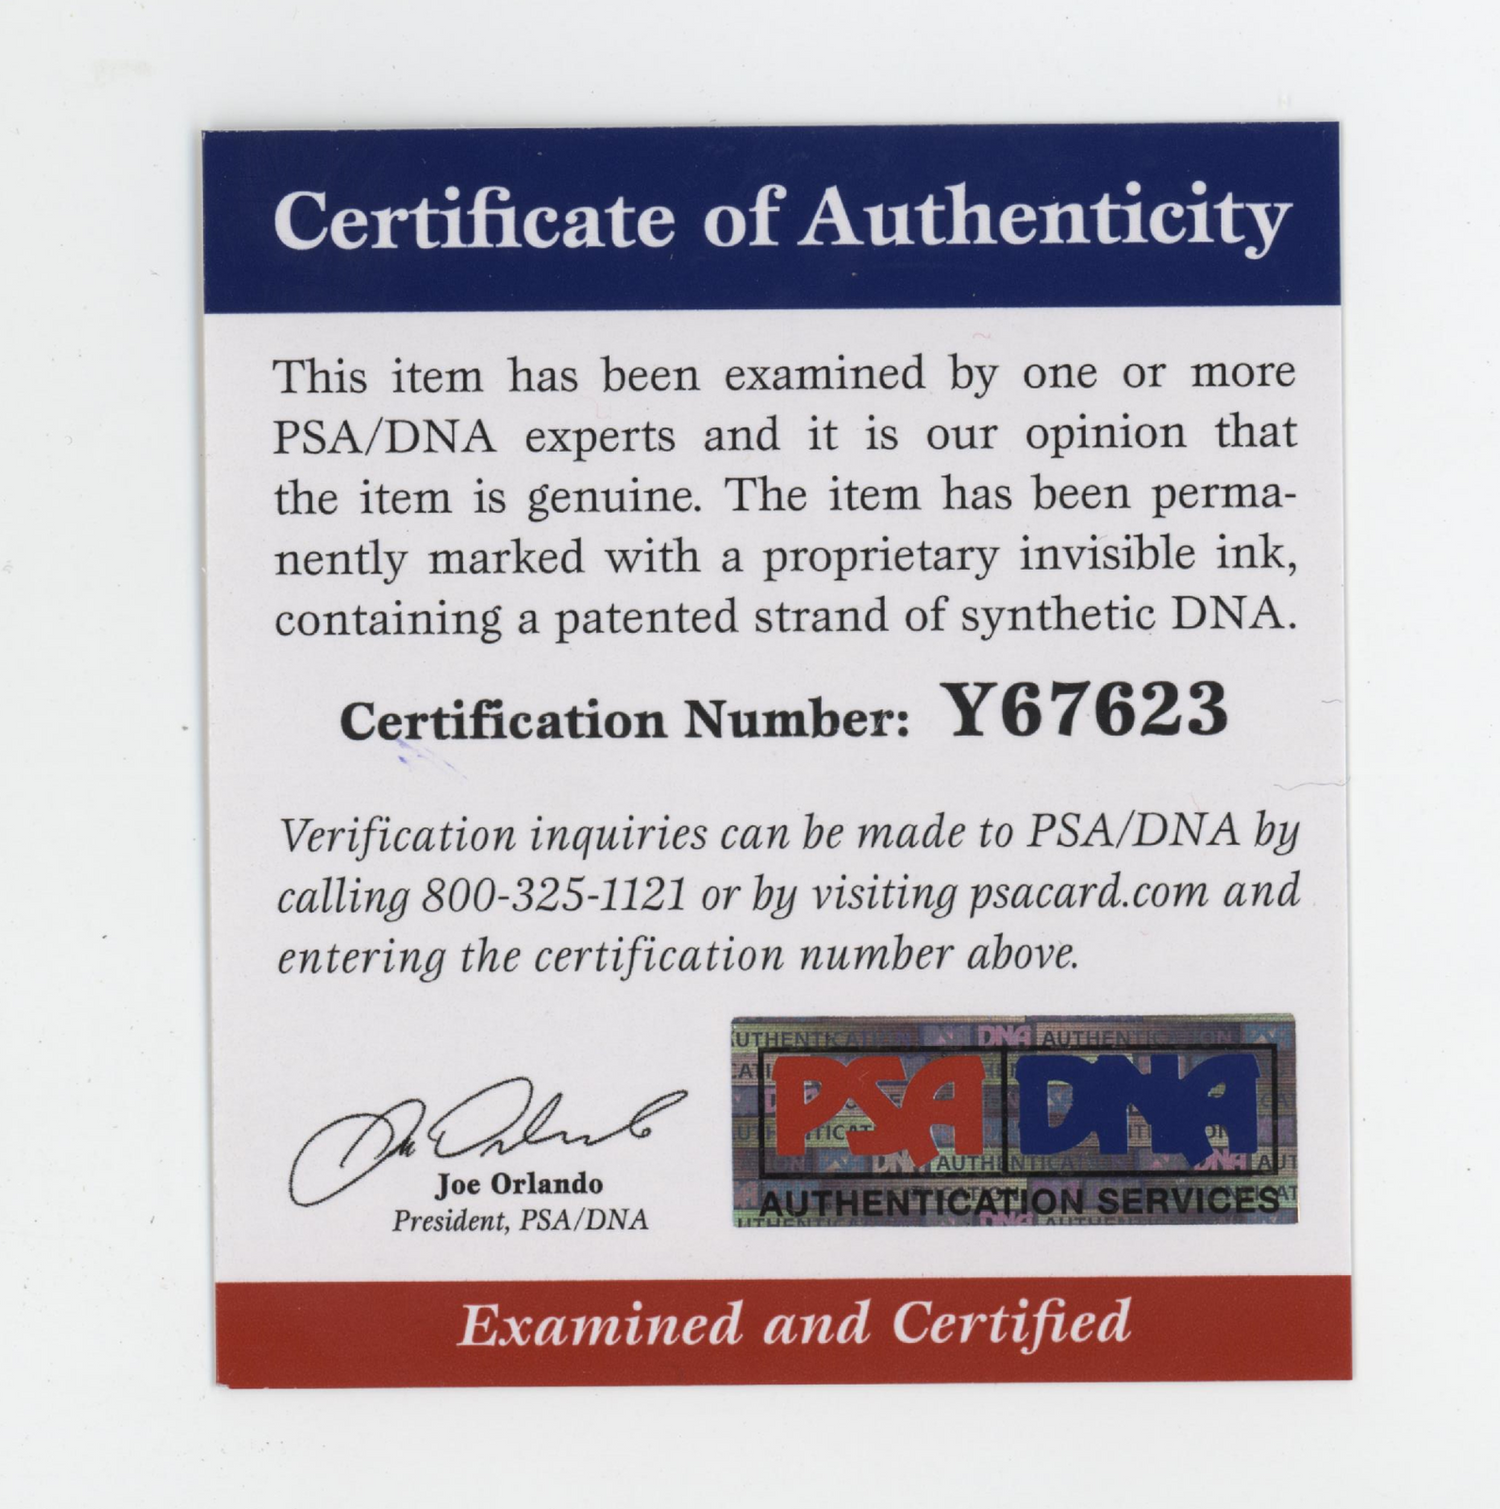 Certificate of Authenticity
This item has been examined by one or more
PSA/DNA experts and it is our opinion that
the item is genuine. The item has been perma-
nently marked with a proprietary invisible ink,
containing a patented strand of synthetic DNA.
Certification Number: Y67623
Verification inquiries can be made to PSA/DNA by
calling 800-325-1121 or by visiting psacard.com and
entering the certification number above.
Joe Orlando
President, PSA/DNA
PSA DNA
AUTHENTICATION SERVICES
Examined and Certified